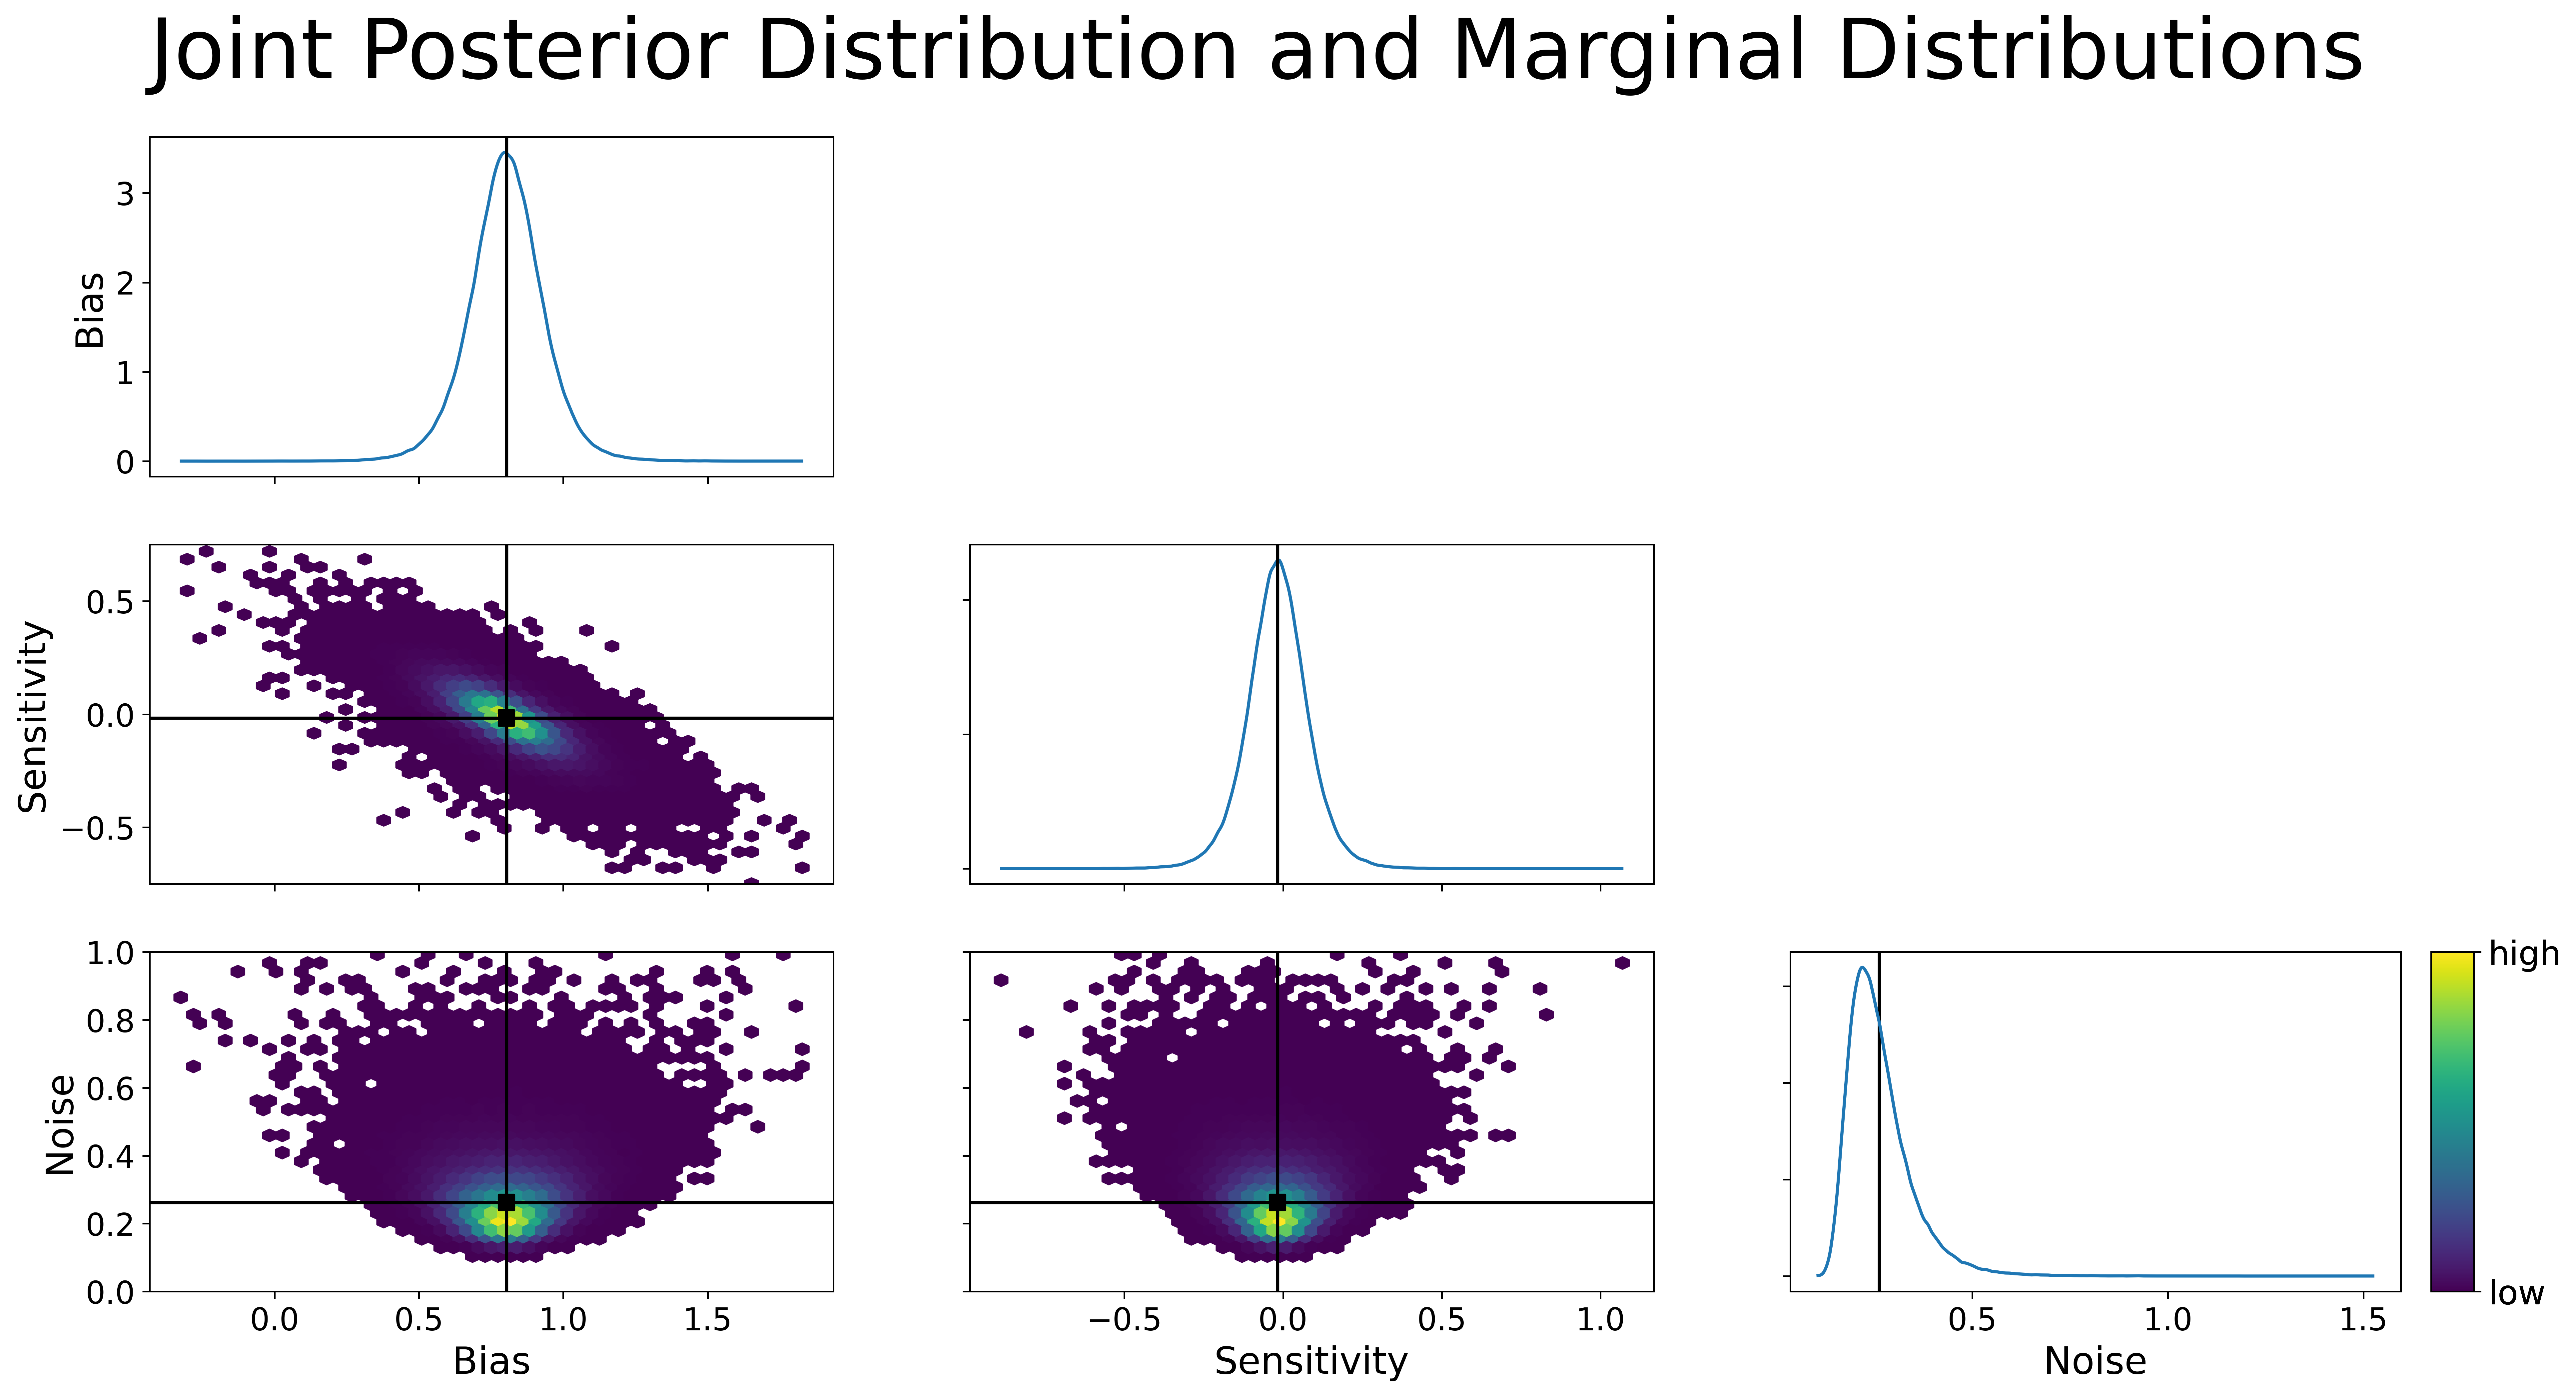 Joint Posterior Distribution and Marginal Distributions
Bias
3
2
1
0
Sensitivity
0.5
0.0
−0.5
Noise
1.0
0.8
0.6
0.4
0.2
0.0
0.0 0.5 1.0 1.5
Bias
−0.5 0.0 0.5 1.0
Sensitivity
0.5 1.0 1.5
Noise
high
low